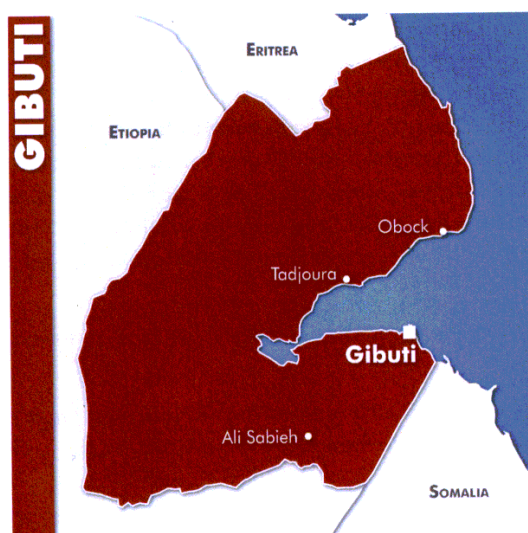 GIBUTI
ERITREA
ETIOPIA
Obock
Tadjoura
Gibuti
Ali Sabieh
SOMALIA